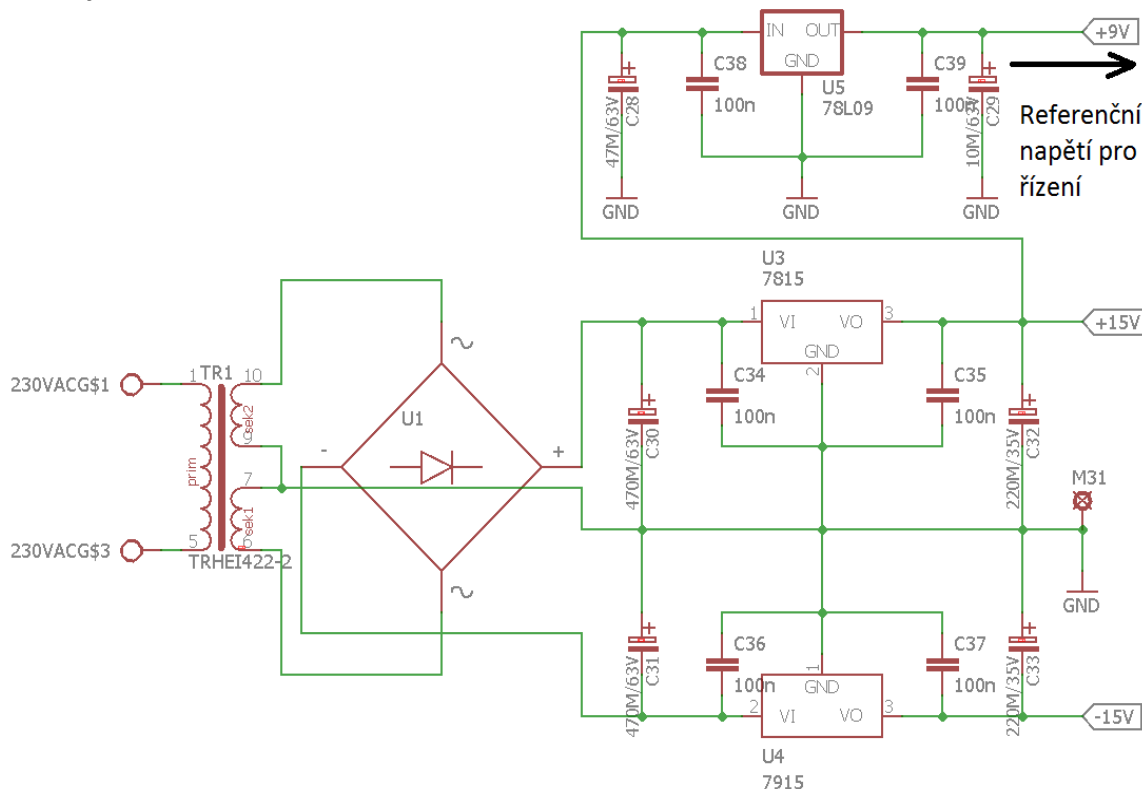 IN OUT
GND
U5
78L09
C38
100n
C39
100n
47M/63V
C28
10M/63V
C29
+9V
Referenční
napětí pro
řízení
GND
GND
GND
U3
7815
1 VI VO 3
GND
2
+15V
C34
100n
C35
100n
470M/63V
C30
220M/35V
C32
230VACG$1
230VACG$3
TR1
1 10
sek2
9
prim
7
sek1
5 6
TRHEI422-2
U1
- +
M31
GND
C36
100n
C37
100n
470M/63V
C31
220M/35V
C33
1
GND
2 VI VO 3
U4
7915
-15V